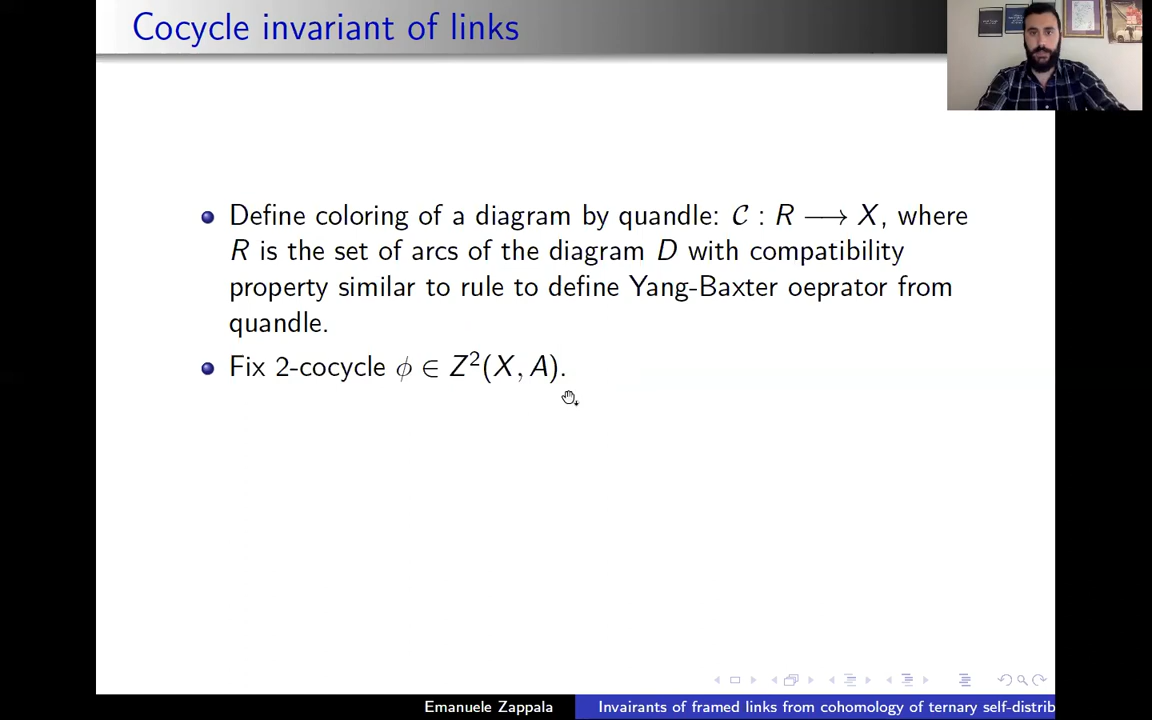 Cocycle invariant of links
Define coloring of a diagram by quandle: 𝒞 : R ⟶ X, where
R is the set of arcs of the diagram D with compatibility
property similar to rule to define Yang-Baxter oeprator from
quandle.
Fix 2-cocycle ϕ ∈ Z²(X, A).
Emanuele Zappala
Invairants of framed links from cohomology of ternary self-distrib